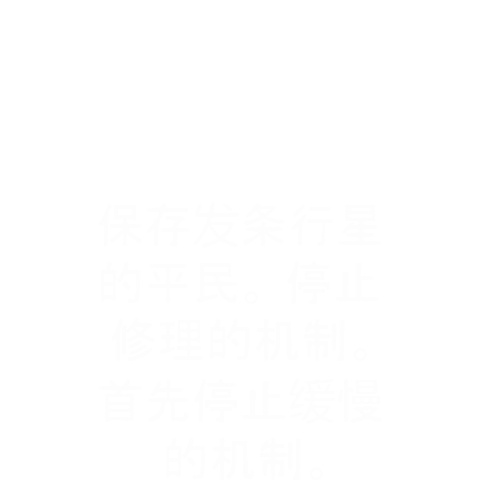 保存发条行星
的平民。停止
修理的机制。
首先停止缓慢
的机制。